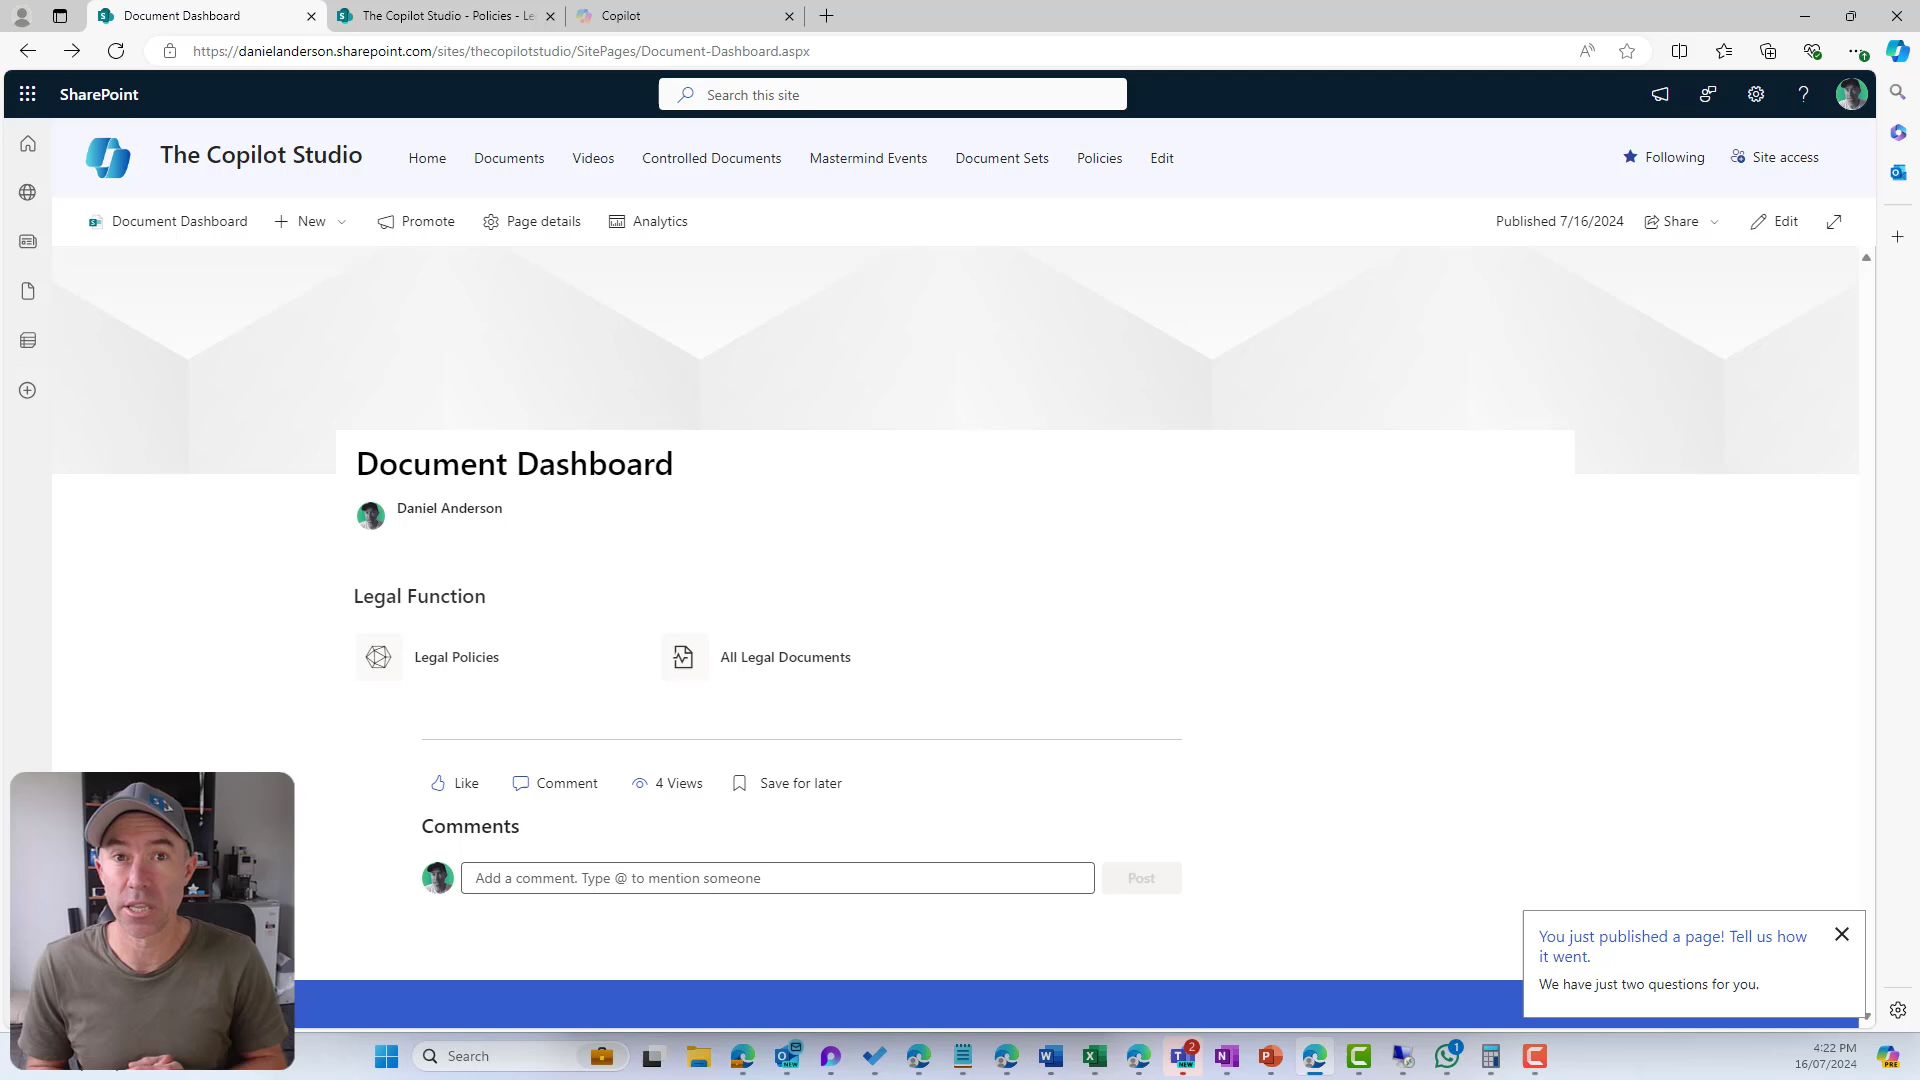 Document Dashboard
The Copilot Studio - Policies - Le
Copilot
https://danielanderson.sharepoint.com/sites/thecopilotstudio/SitePages/Document-Dashboard.aspx
SharePoint
Search this site
The Copilot Studio
Home
Documents
Videos
Controlled Documents
Mastermind Events
Document Sets
Policies
Edit
Following
Site access
Document Dashboard
New
Promote
Page details
Analytics
Published 7/16/2024
Share
Edit
Document Dashboard
Daniel Anderson
Legal Function
Legal Policies
All Legal Documents
Like
Comment
4 Views
Save for later
Comments
Add a comment. Type @ to mention someone
Post
You just published a page! Tell us how
it went.
We have just two questions for you.
Search
NEW
2
NEW
1
4:22 PM
16/07/2024
PRE